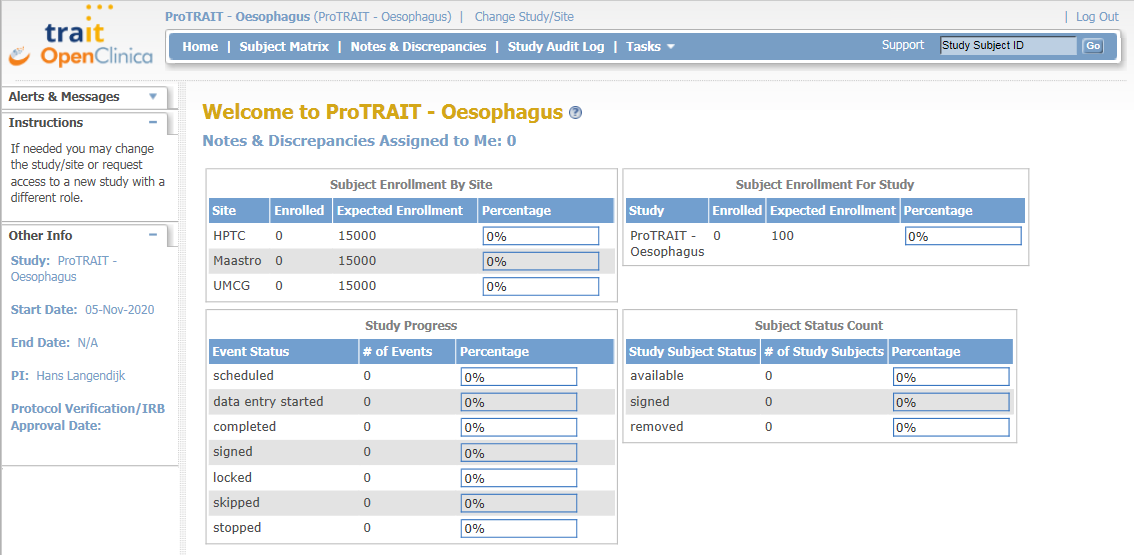 trait
OpenClinica
ProTRAIT - Oesophagus (ProTRAIT - Oesophagus) | Change Study/Site
| Log Out
Home | Subject Matrix | Notes & Discrepancies | Study Audit Log | Tasks
Support Study Subject ID Go
Alerts & Messages
Instructions
If needed you may change
the study/site or request
access to a new study with a
different role.
Other Info
Study: ProTRAIT -
Oesophagus
Start Date: 05-Nov-2020
End Date: N/A
PI: Hans Langendijk
Protocol Verification/IRB
Approval Date:
Welcome to ProTRAIT - Oesophagus ?
Notes & Discrepancies Assigned to Me: 0
Subject Enrollment By Site
Site Enrolled Expected Enrollment Percentage
HPTC 0 15000 0%
Maastro 0 15000 0%
UMCG 0 15000 0%
Subject Enrollment For Study
Study Enrolled Expected Enrollment Percentage
ProTRAIT - 0 100 0%
Oesophagus
Study Progress
Event Status # of Events Percentage
scheduled 0 0%
data entry started 0 0%
completed 0 0%
signed 0 0%
locked 0 0%
skipped 0 0%
stopped 0 0%
Subject Status Count
Study Subject Status # of Study Subjects Percentage
available 0 0%
signed 0 0%
removed 0 0%